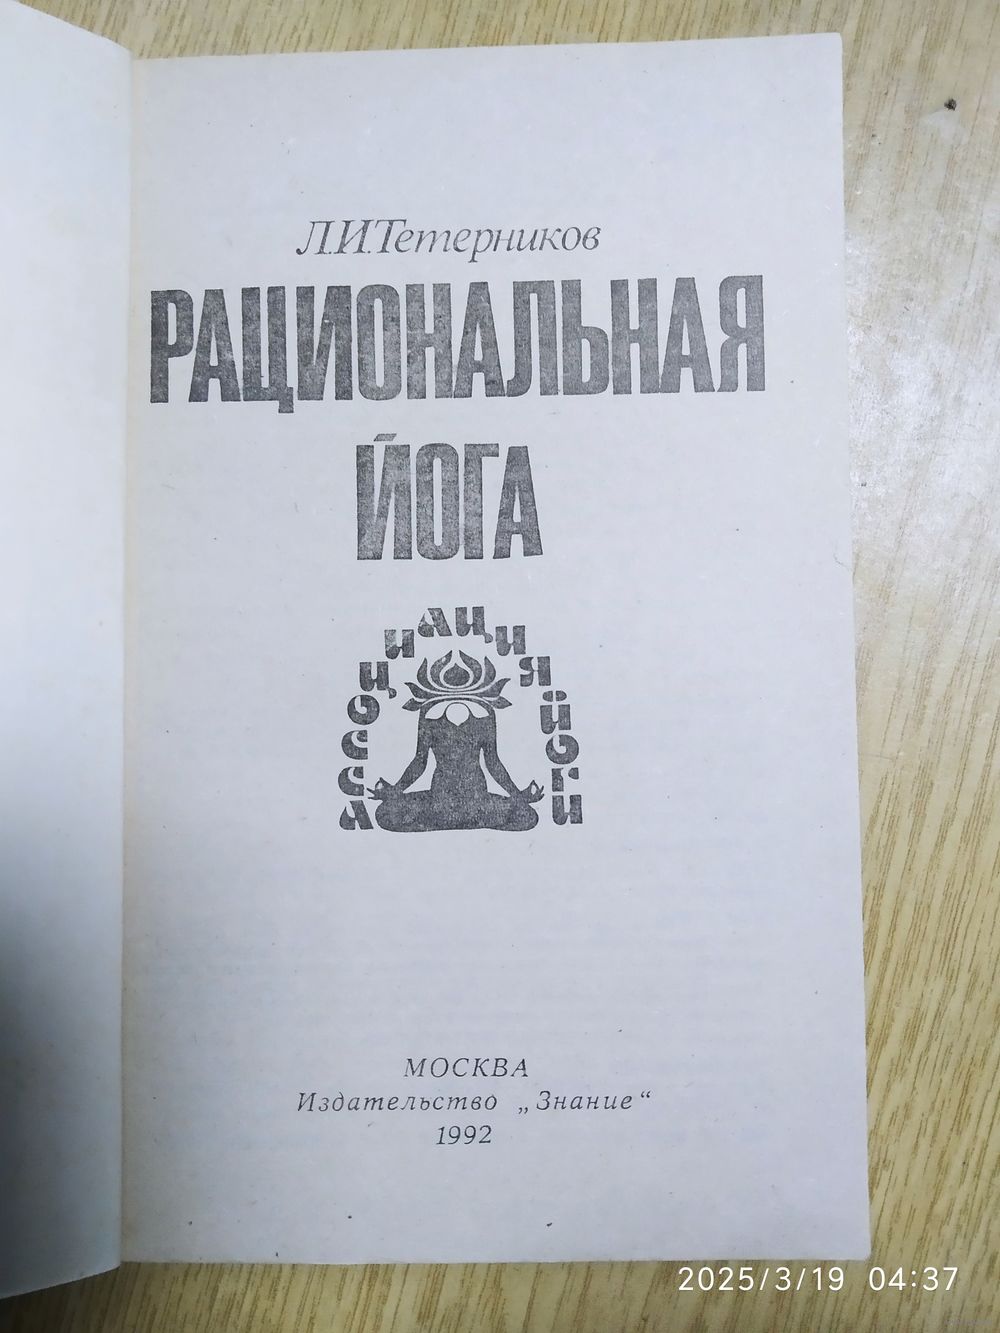 Л.И.Тетерников
РАЦИОНАЛЬНАЯ
ЙОГА
АССОЦИАЦИЯ ЙОГИ
МОСКВА
Издательство „Знание“
1992
2025/3/19 04:37